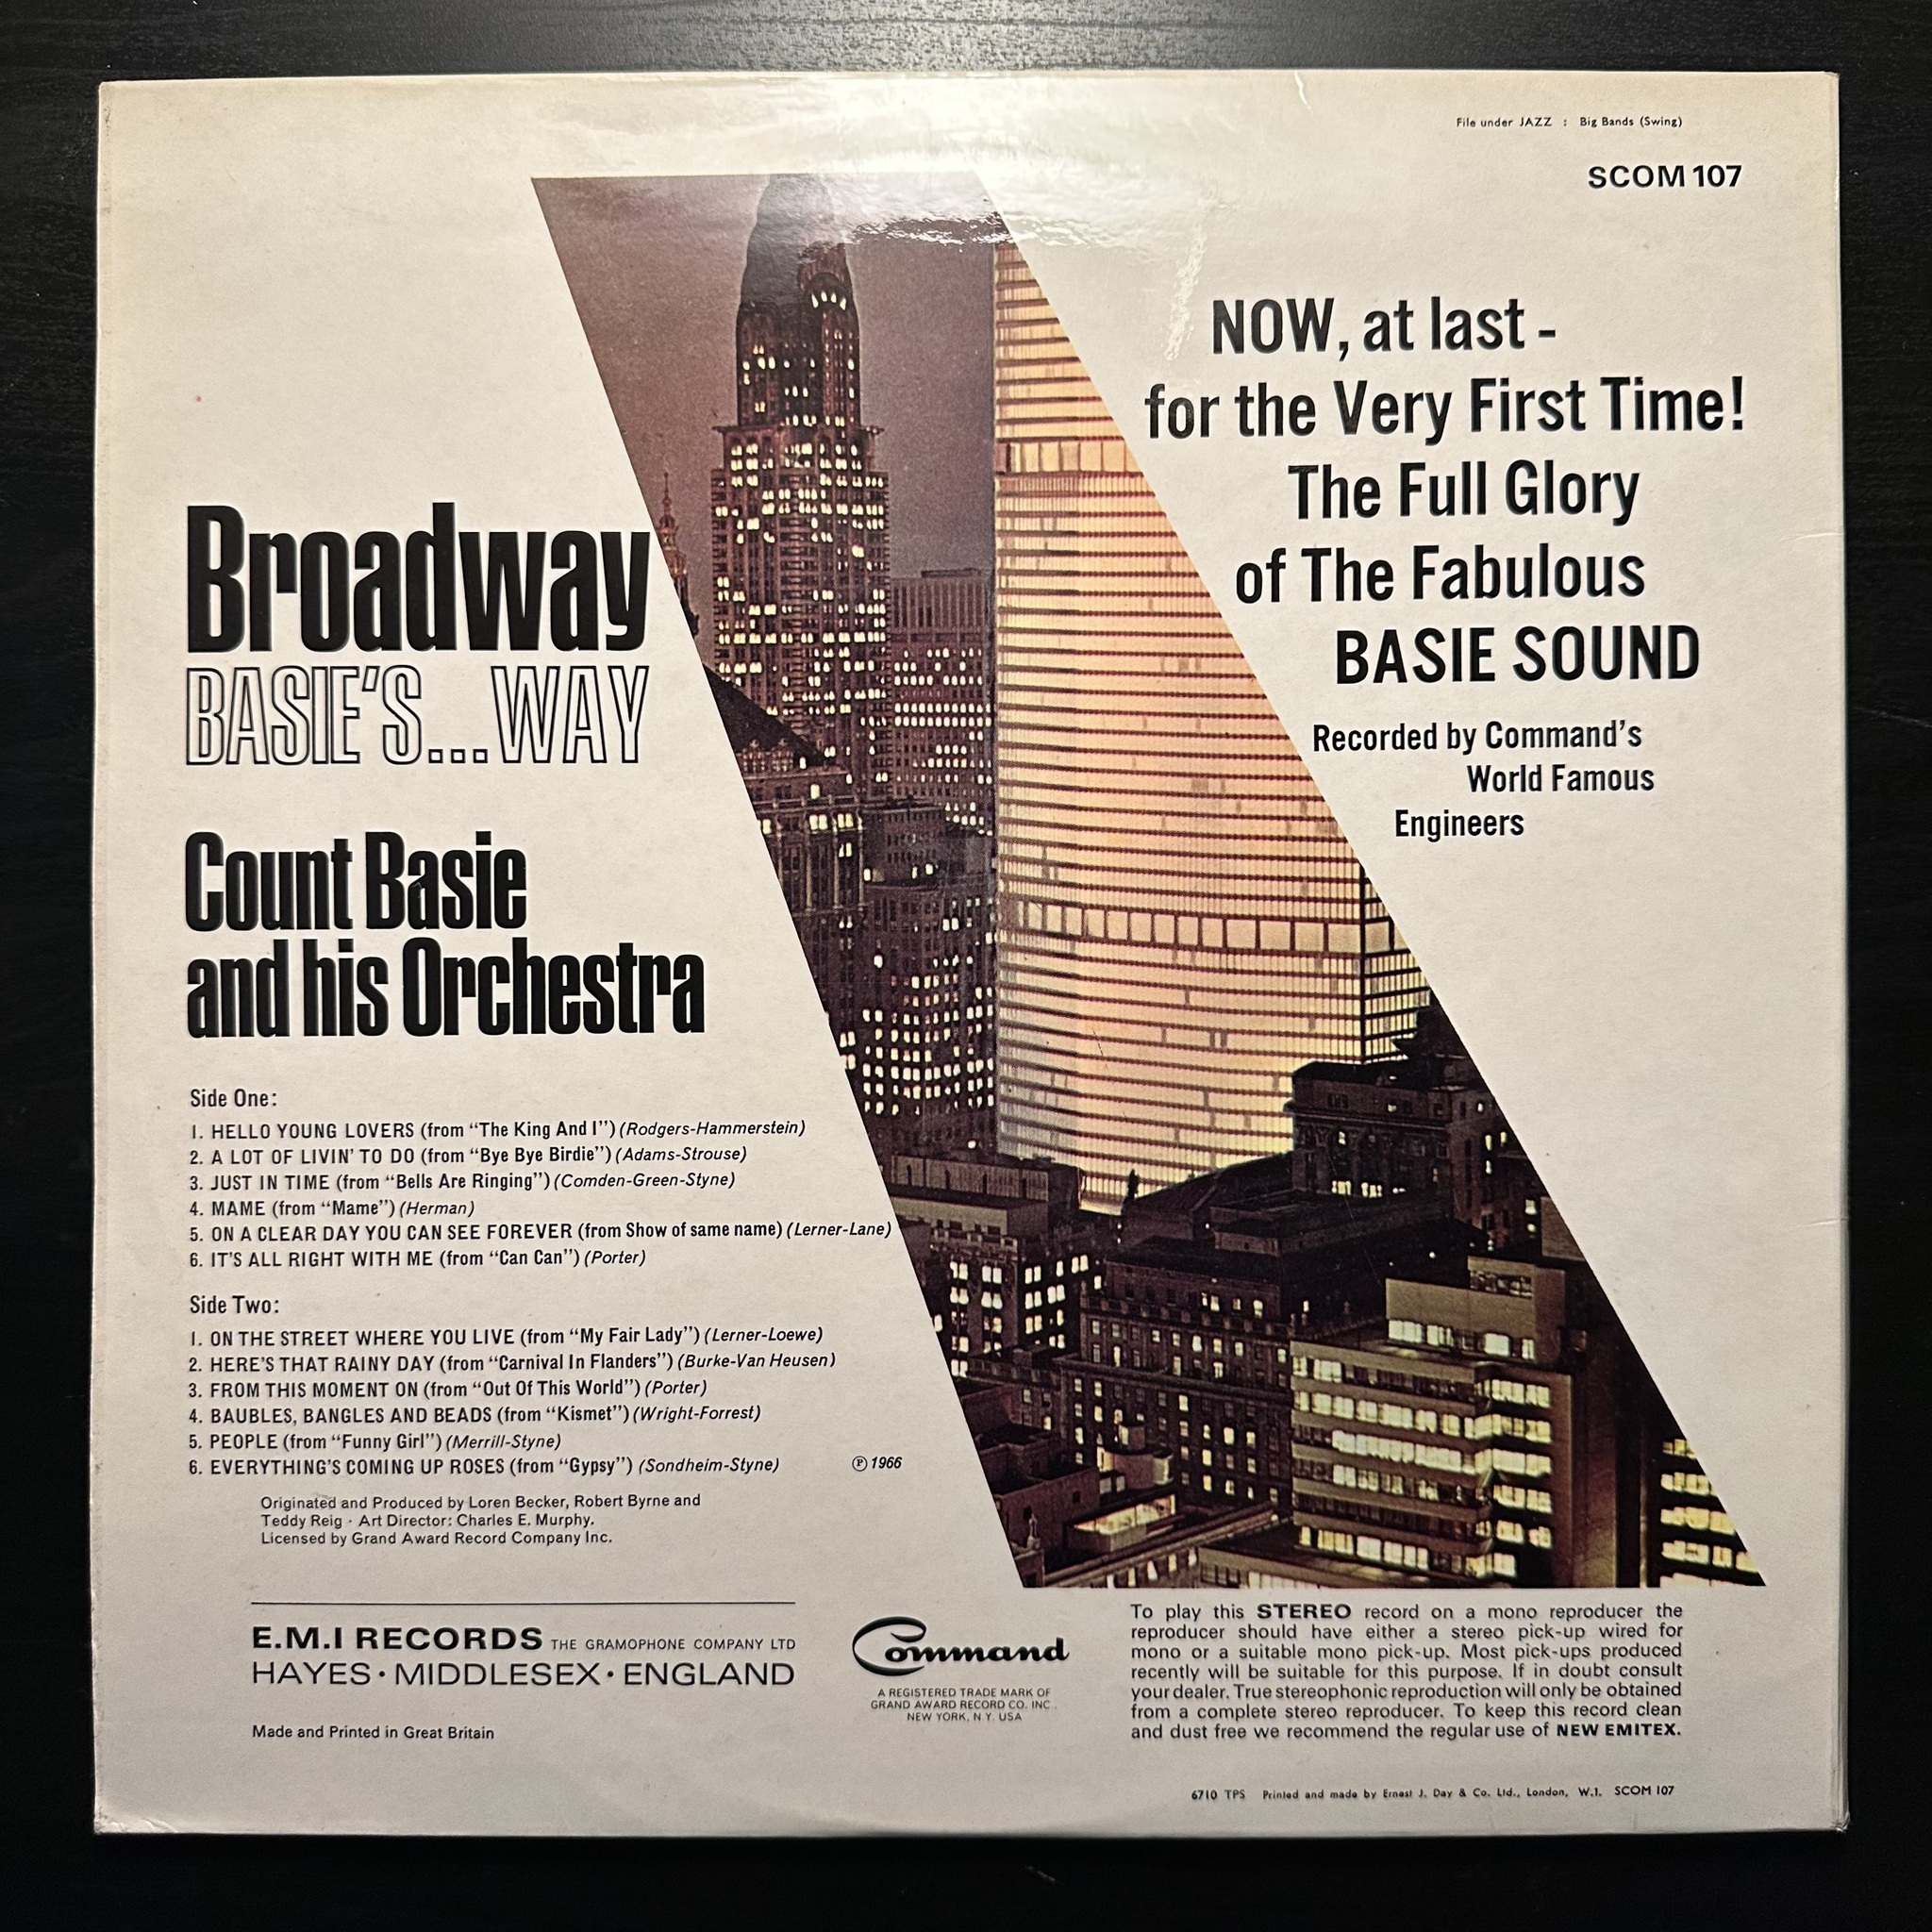 File under JAZZ : Big Bands (Swing)
SCOM 107
NOW, at last -
for the Very First Time!
The Full Glory
of The Fabulous
BASIE SOUND
Recorded by Command's
World Famous
Engineers
Broadway
BASIE'S...WAY
Count Basie
and his Orchestra
Side One:
1. HELLO YOUNG LOVERS (from “The King And I”) (Rodgers-Hammerstein)
2. A LOT OF LIVIN' TO DO (from “Bye Bye Birdie”) (Adams-Strouse)
3. JUST IN TIME (from “Bells Are Ringing”) (Comden-Green-Styne)
4. MAME (from “Mame”) (Herman)
5. ON A CLEAR DAY YOU CAN SEE FOREVER (from Show of same name) (Lerner-Lane)
6. IT'S ALL RIGHT WITH ME (from “Can Can”) (Porter)
Side Two:
1. ON THE STREET WHERE YOU LIVE (from “My Fair Lady”) (Lerner-Loewe)
2. HERE'S THAT RAINY DAY (from “Carnival In Flanders”) (Burke-Van Heusen)
3. FROM THIS MOMENT ON (from “Out Of This World”) (Porter)
4. BAUBLES, BANGLES AND BEADS (from “Kismet”) (Wright-Forrest)
5. PEOPLE (from “Funny Girl”) (Merrill-Styne)
6. EVERYTHING'S COMING UP ROSES (from “Gypsy”) (Sondheim-Styne) ℗ 1966
Originated and Produced by Loren Becker, Robert Byrne and
Teddy Reig · Art Director: Charles E. Murphy.
Licensed by Grand Award Record Company Inc.
E.M.I RECORDS THE GRAMOPHONE COMPANY LTD
HAYES · MIDDLESEX · ENGLAND
Made and Printed in Great Britain
Command
A REGISTERED TRADE MARK OF
GRAND AWARD RECORD CO. INC.,
NEW YORK, N.Y. USA
To play this STEREO record on a mono reproducer the
reproducer should have either a stereo pick-up wired for
mono or a suitable mono pick-up. Most pick-ups produced
recently will be suitable for this purpose. If in doubt consult
your dealer. True stereophonic reproduction will only be obtained
from a complete stereo reproducer. To keep this record clean
and dust free we recommend the regular use of NEW EMITEX.
6710 TPS Printed and made by Ernest J. Day & Co. Ltd., London, W.1. SCOM 107